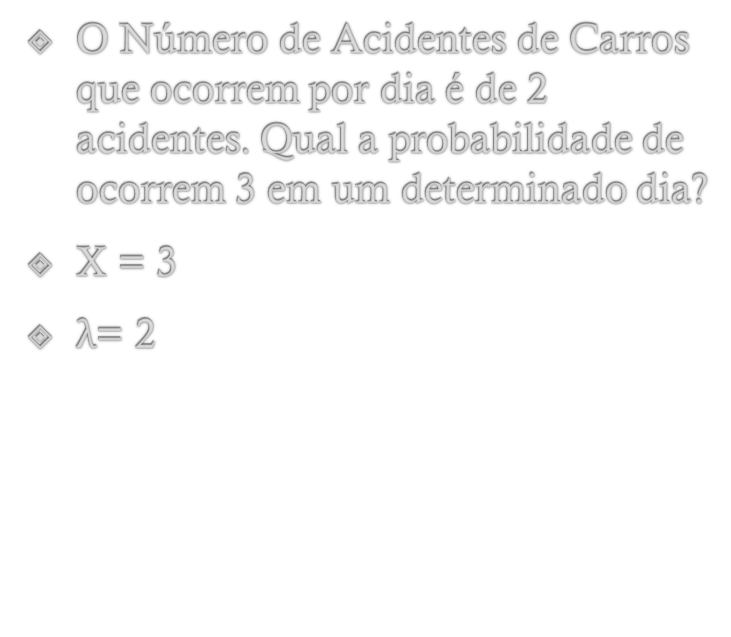 O Número de Acidentes de Carros
que ocorrem por dia é de 2
acidentes. Qual a probabilidade de
ocorrem 3 em um determinado dia?
X = 3
λ= 2